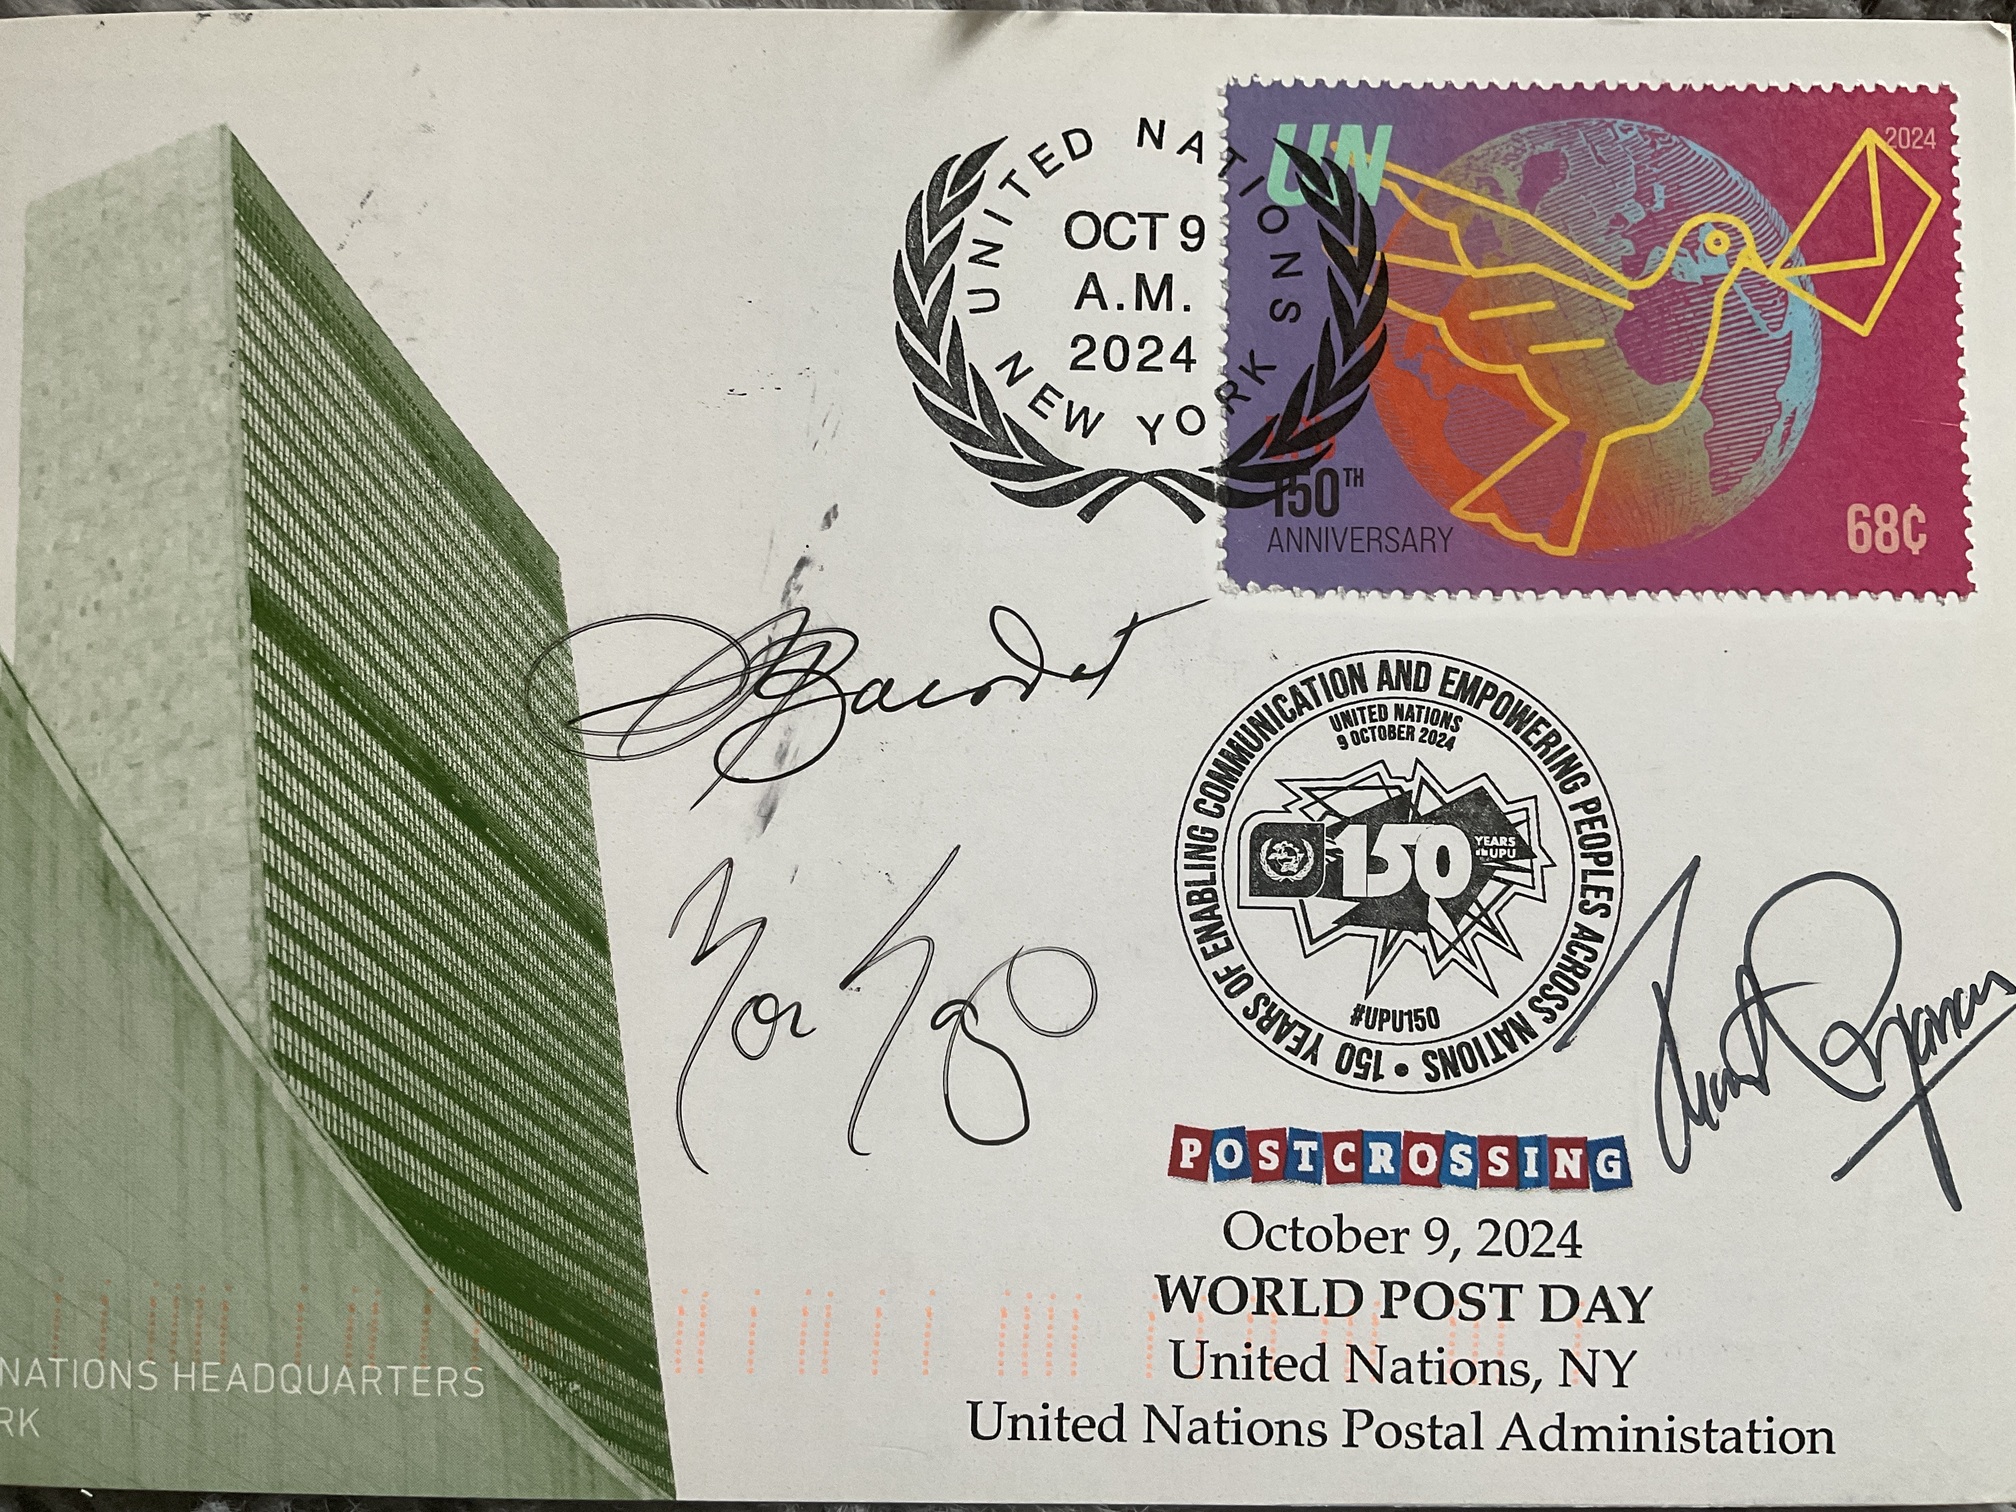 UNITED NATIONS
OCT 9
A.M.
2024
NEW YORK
UN
2024
150TH
ANNIVERSARY
68¢
150 YEARS OF ENABLING COMMUNICATION AND EMPOWERING PEOPLES ACROSS NATIONS •
UNITED NATIONS
9 OCTOBER 2024
150
YEARS
UPU
#UPU150
POSTCROSSING
October 9, 2024
WORLD POST DAY
United Nations, NY
United Nations Postal Administation
NATIONS HEADQUARTERS
RK